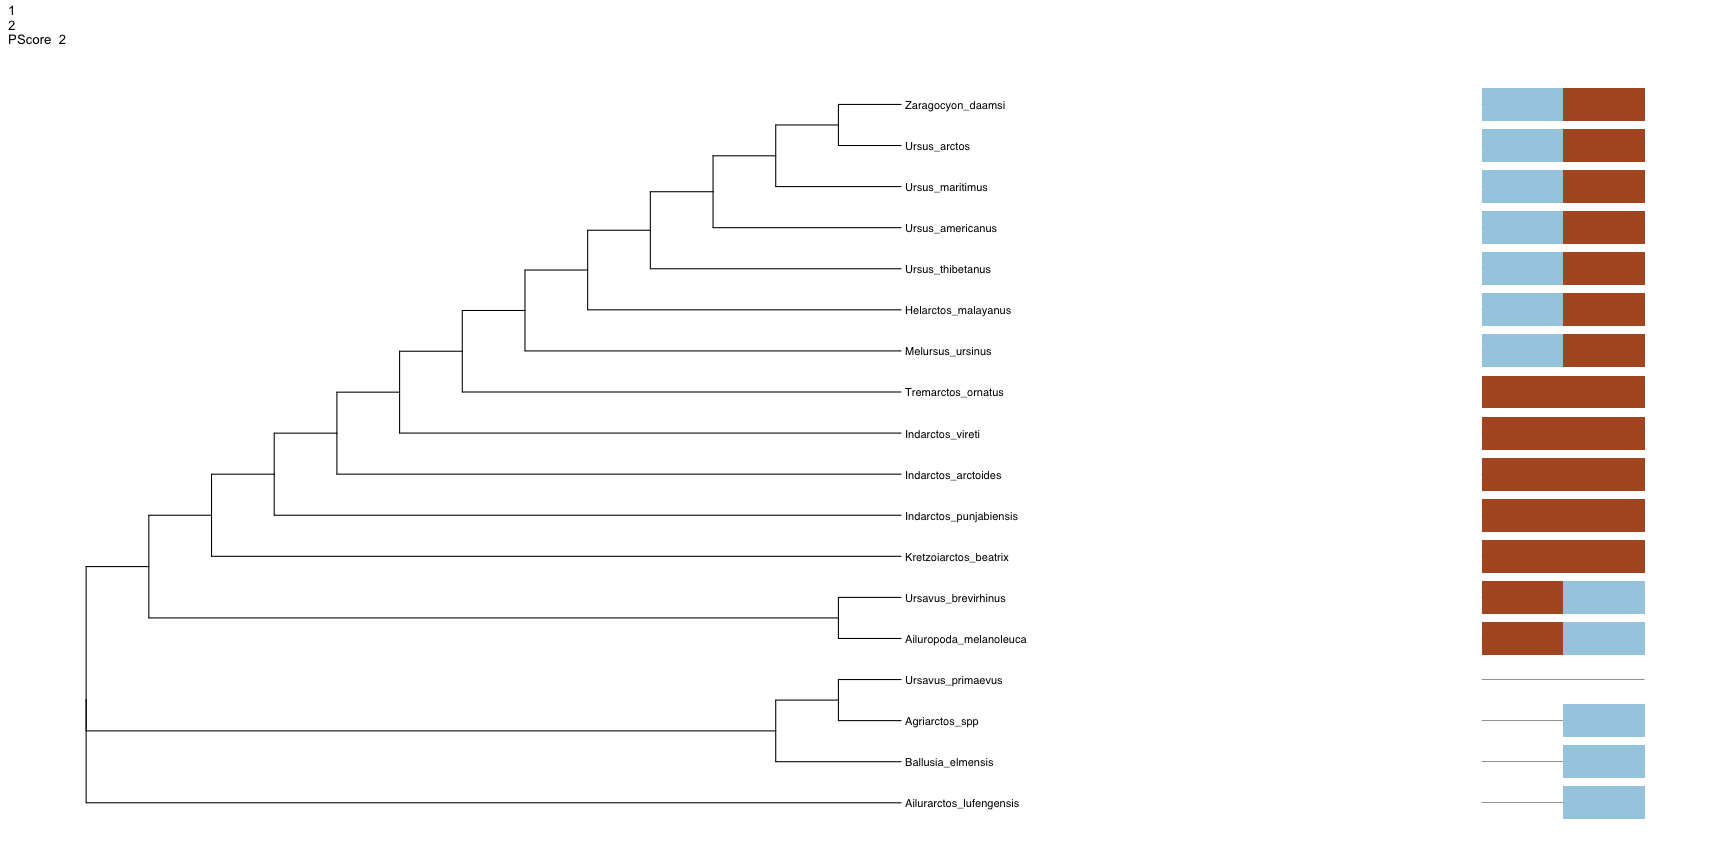 1
2
PScore 2
Zaragocyon_daamsi
Ursus_arctos
Ursus_maritimus
Ursus_americanus
Ursus_thibetanus
Helarctos_malayanus
Melursus_ursinus
Tremarctos_ornatus
Indarctos_vireti
Indarctos_arctoides
Indarctos_punjabiensis
Kretzoiarctos_beatrix
Ursavus_brevirhinus
Ailuropoda_melanoleuca
Ursavus_primaevus
Agriarctos_spp
Ballusia_elmensis
Ailurarctos_lufengensis